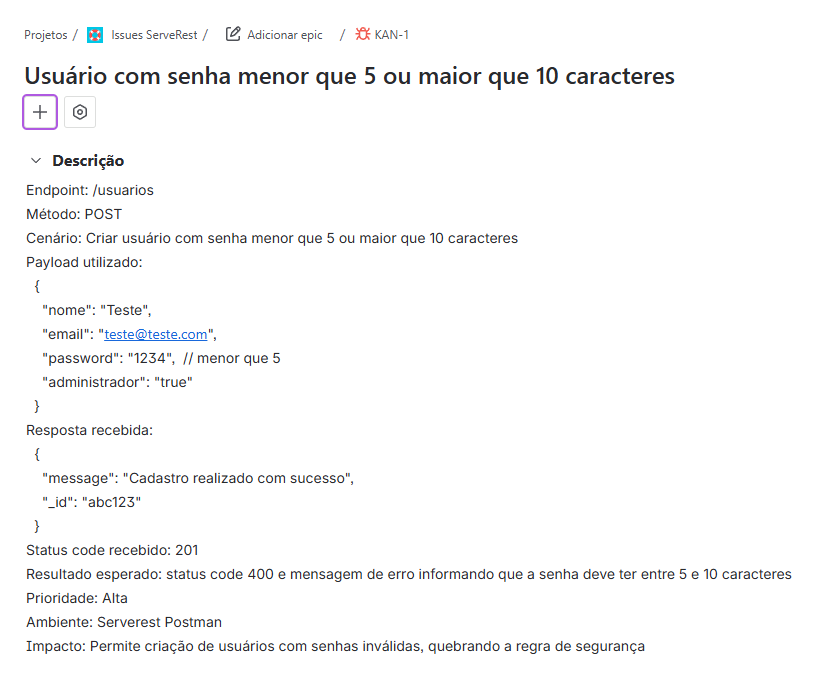 Projetos / Issues ServeRest / Adicionar epic / KAN-1
Usuário com senha menor que 5 ou maior que 10 caracteres
Descrição
Endpoint: /usuarios
Método: POST
Cenário: Criar usuário com senha menor que 5 ou maior que 10 caracteres
Payload utilizado:
{
"nome": "Teste",
"email": "teste@teste.com",
"password": "1234", // menor que 5
"administrador": "true"
}
Resposta recebida:
{
"message": "Cadastro realizado com sucesso",
"_id": "abc123"
}
Status code recebido: 201
Resultado esperado: status code 400 e mensagem de erro informando que a senha deve ter entre 5 e 10 caracteres
Prioridade: Alta
Ambiente: Serverest Postman
Impacto: Permite criação de usuários com senhas inválidas, quebrando a regra de segurança